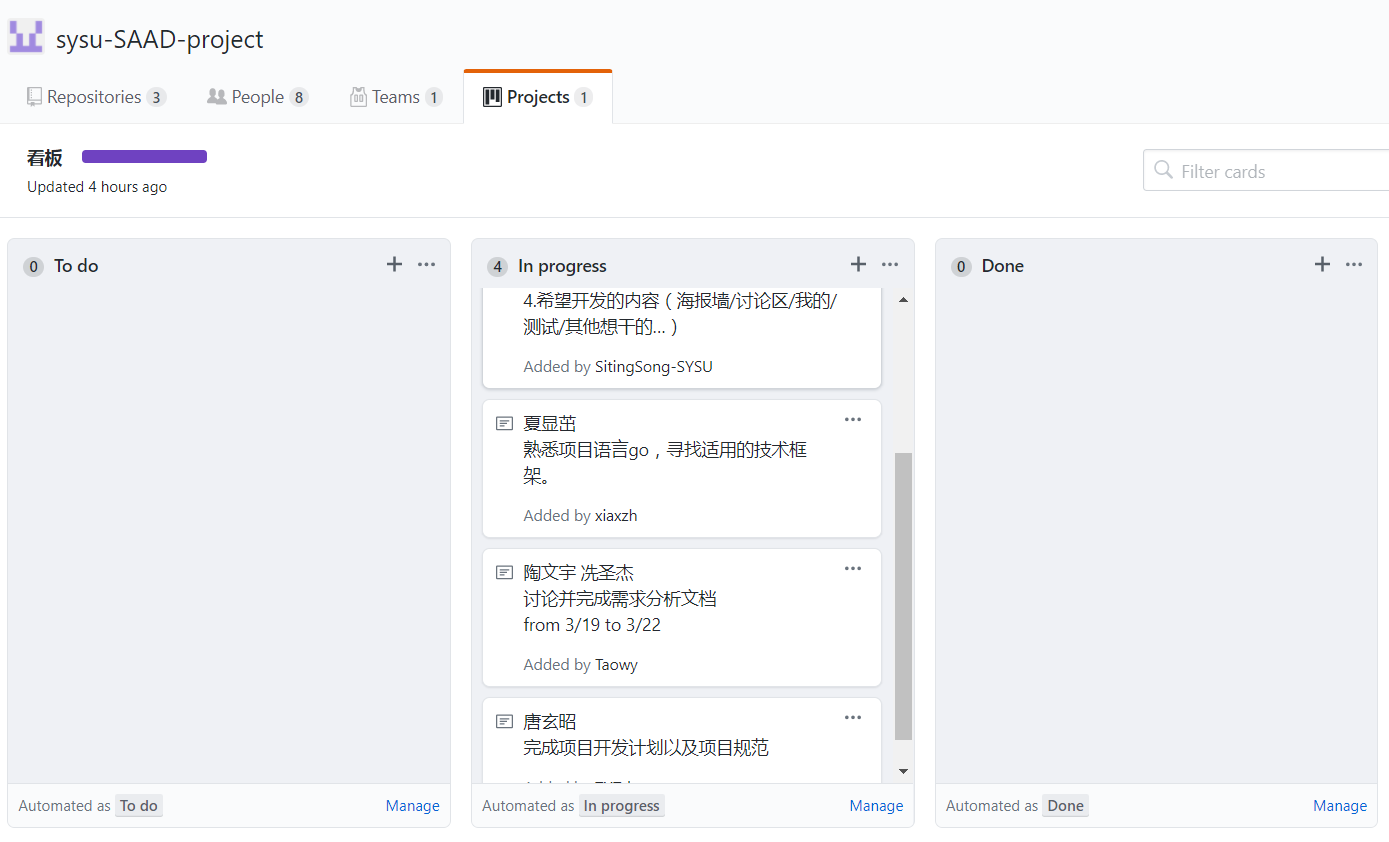 sysu-SAAD-project
Repositories 3 People 8 Teams 1 Projects 1
看板
Updated 4 hours ago
Filter cards
0 To do
Automated as To do Manage
4 In progress
4.希望开发的内容（海报墙/讨论区/我的/
测试/其他想干的...）
Added by SitingSong-SYSU
夏显茁
熟悉项目语言go，寻找适用的技术框
架。
Added by xiaxzh
陶文宇 冼圣杰
讨论并完成需求分析文档
from 3/19 to 3/22
Added by Taowy
唐玄昭
完成项目开发计划以及项目规范
Automated as In progress Manage
0 Done
Automated as Done Manage